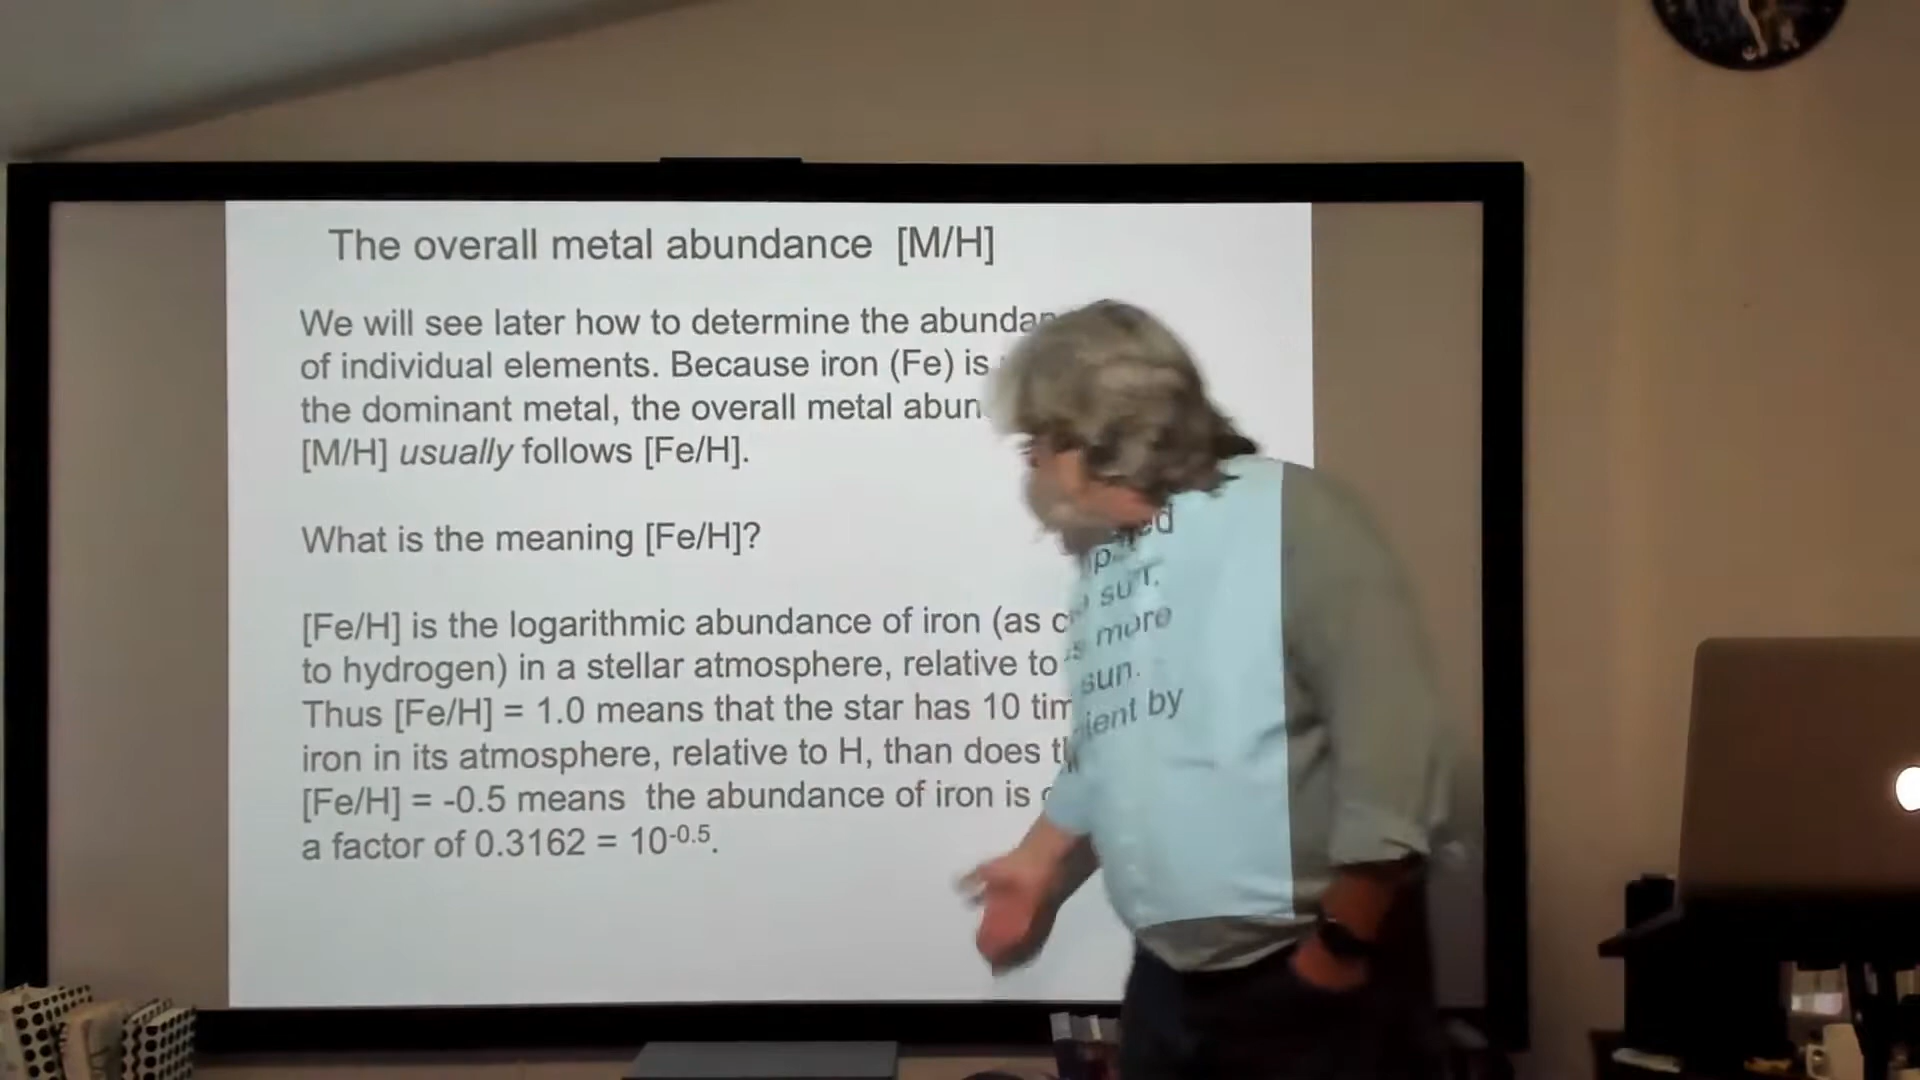 The overall metal abundance [M/H]
We will see later how to determine the
of individual elements. Because iron (Fe) is
the dominant metal, the overall metal
[M/H] usually follows [Fe/H].
What is the meaning [Fe/H]?
[Fe/H] is the logarithmic abundance of iron (as
to hydrogen) in a stellar atmosphere, relative to sun.
Thus [Fe/H] = 1.0 means that the star has 10 more
iron in its atmosphere, relative to H, than does sun.
[Fe/H] = -0.5 means the abundance of iron is by
a factor of 0.3162 = 10-0.5.